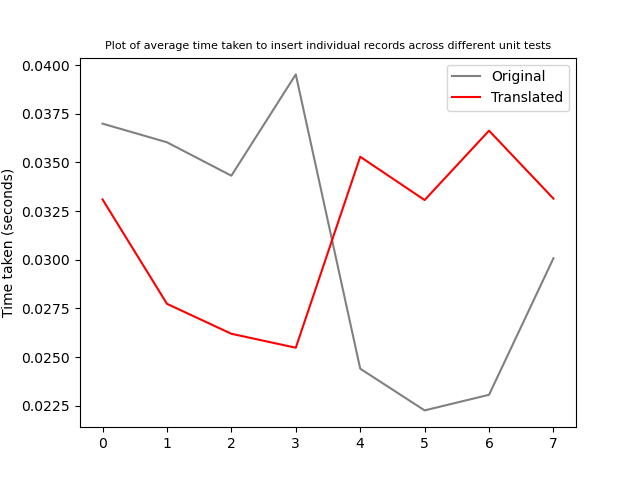 Plot of average time taken to insert individual records across different unit tests
Original
Translated
Time taken (seconds)
0.0400
0.0375
0.0350
0.0325
0.0300
0.0275
0.0250
0.0225
0 1 2 3 4 5 6 7